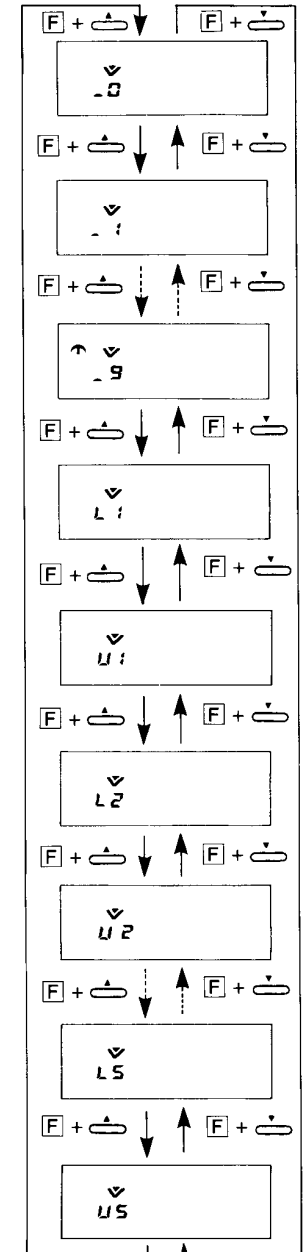 F + F +
_0
F + F +
_1
F + F +
_9
F + F +
L1
F + F +
U1
F + F +
L2
F + F +
U2
F + F +
L5
F + F +
U5